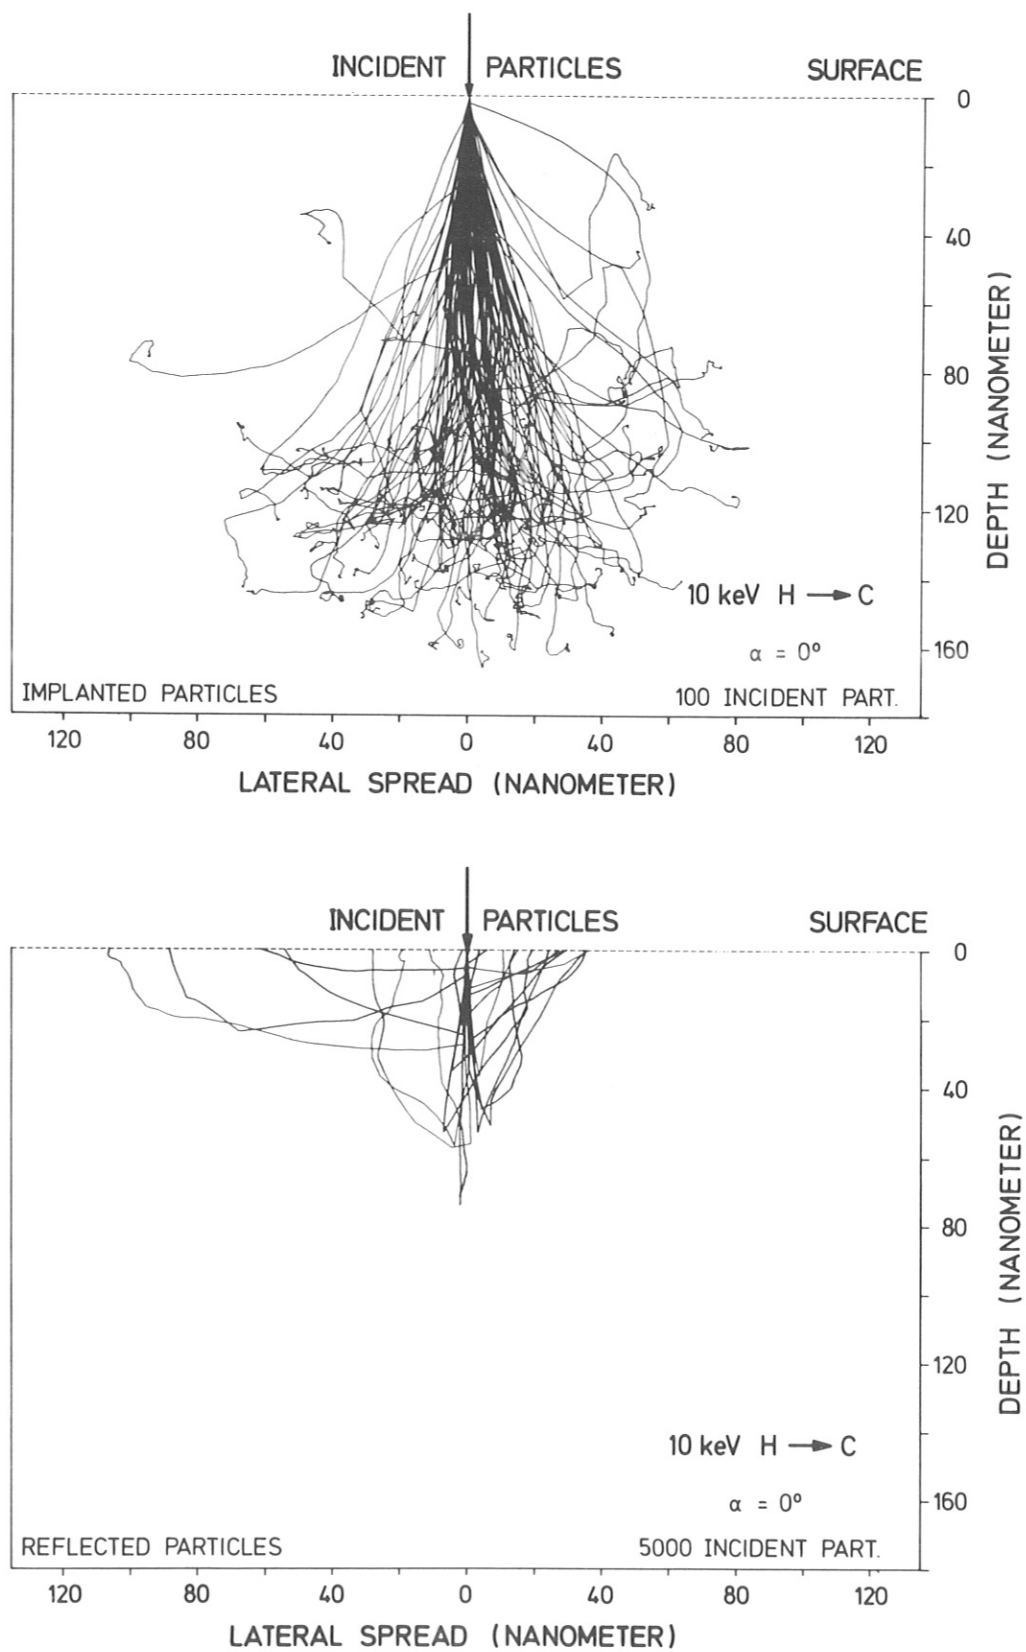 INCIDENT PARTICLES SURFACE
0
40
80
120
160
DEPTH (NANOMETER)
10 keV H → C
α = 0°
IMPLANTED PARTICLES 100 INCIDENT PART.
120 80 40 0 40 80 120
LATERAL SPREAD (NANOMETER)
INCIDENT PARTICLES SURFACE
0
40
80
120
160
DEPTH (NANOMETER)
10 keV H → C
α = 0°
REFLECTED PARTICLES 5000 INCIDENT PART.
120 80 40 0 40 80 120
LATERAL SPREAD (NANOMETER)